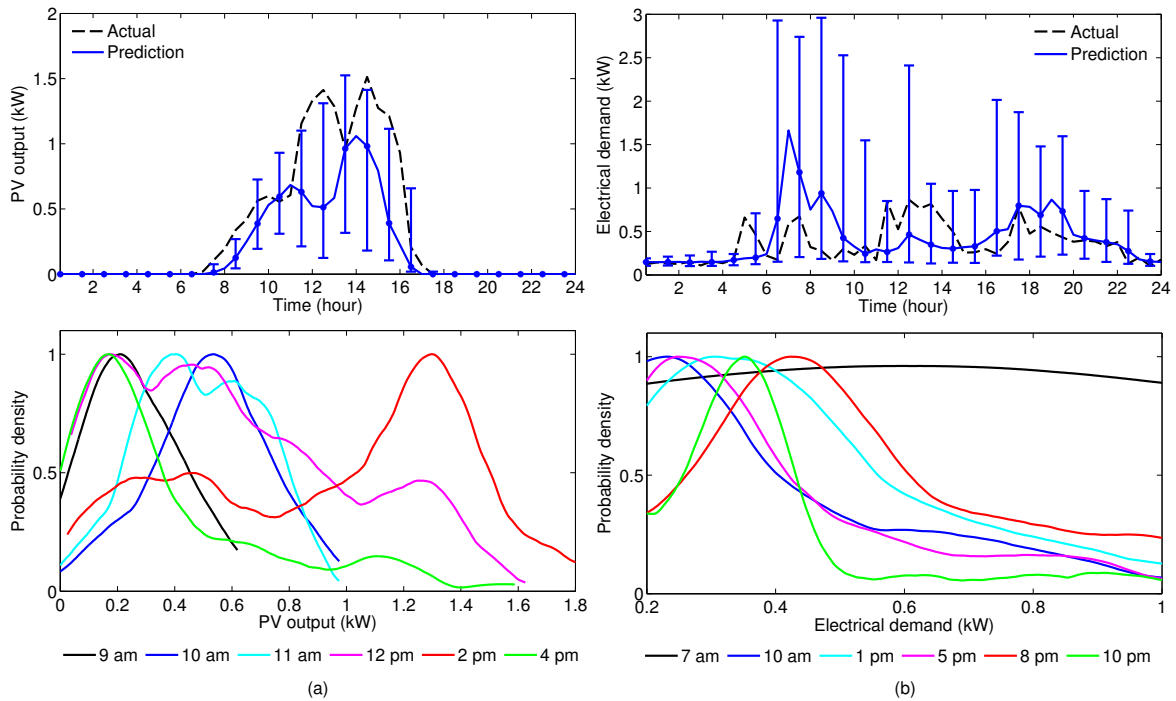 Actual
Prediction
PV output (kW)
0
0.5
1
1.5
2
2 4 6 8 10 12 14 16 18 20 22 24
Time (hour)
Actual
Prediction
Electrical demand (kW)
0
0.5
1
1.5
2
2.5
3
2 4 6 8 10 12 14 16 18 20 22 24
Time (hour)
Probability density
0
0.5
1
0 0.2 0.4 0.6 0.8 1 1.2 1.4 1.6 1.8
PV output (kW)
9 am 10 am 11 am 12 pm 2 pm 4 pm
(a)
Probability density
0
0.5
1
0.2 0.4 0.6 0.8 1
Electrical demand (kW)
7 am 10 am 1 pm 5 pm 8 pm 10 pm
(b)